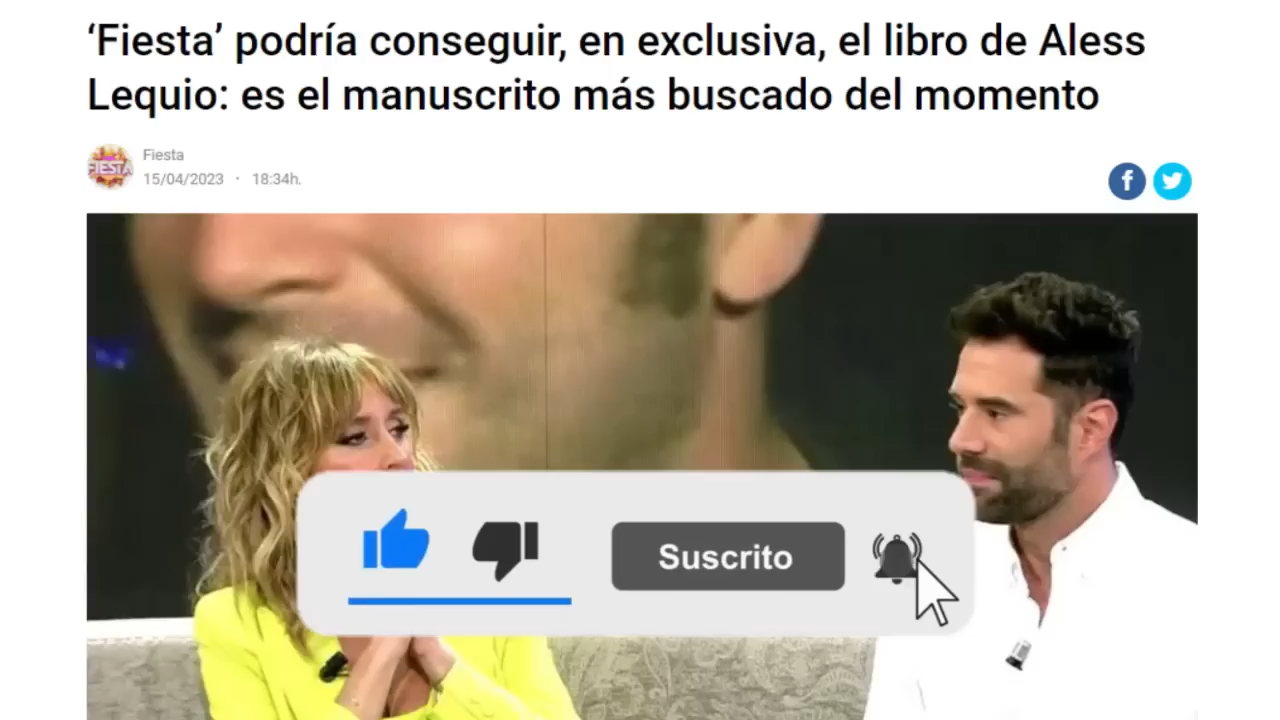 ‘Fiesta’ podría conseguir, en exclusiva, el libro de Aless
Lequio: es el manuscrito más buscado del momento
FIESTA
Fiesta
15/04/2023 · 18:34h.
f
Suscrito